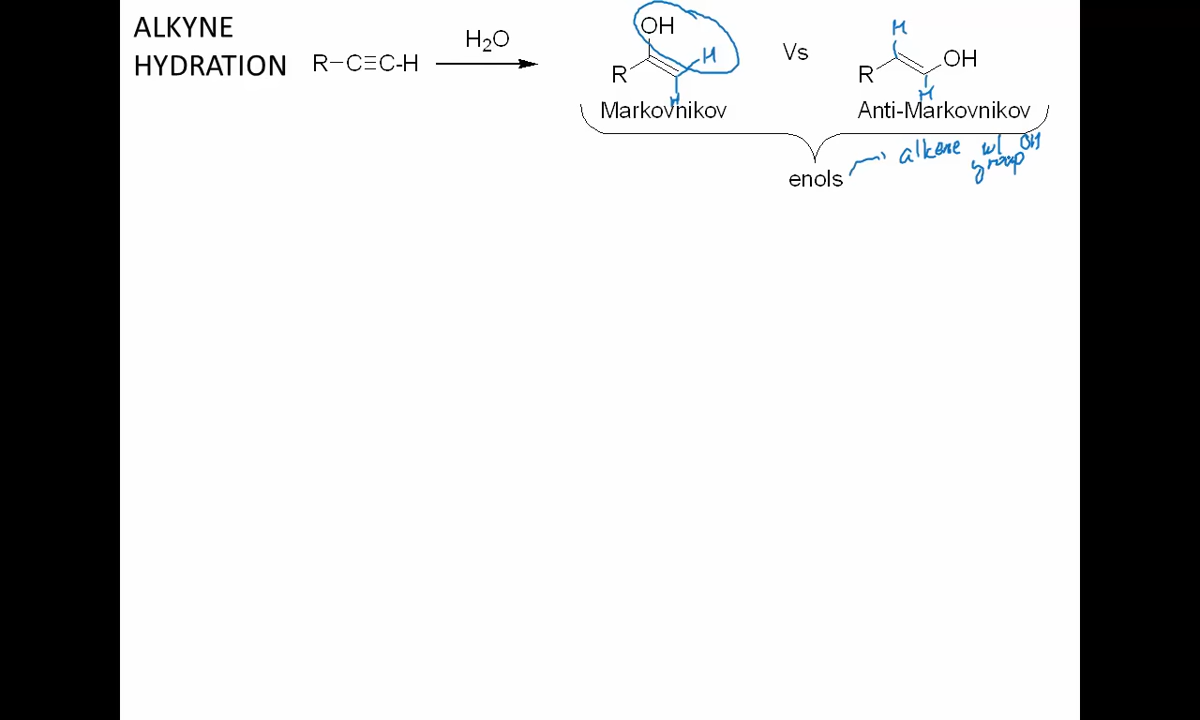 ALKYNE
HYDRATION
R-C≡C-H
H₂O
OH
H
R
H
Markovnikov
Vs
H
R
OH
H
Anti-Markovnikov
enols
alkene w/ OH
group